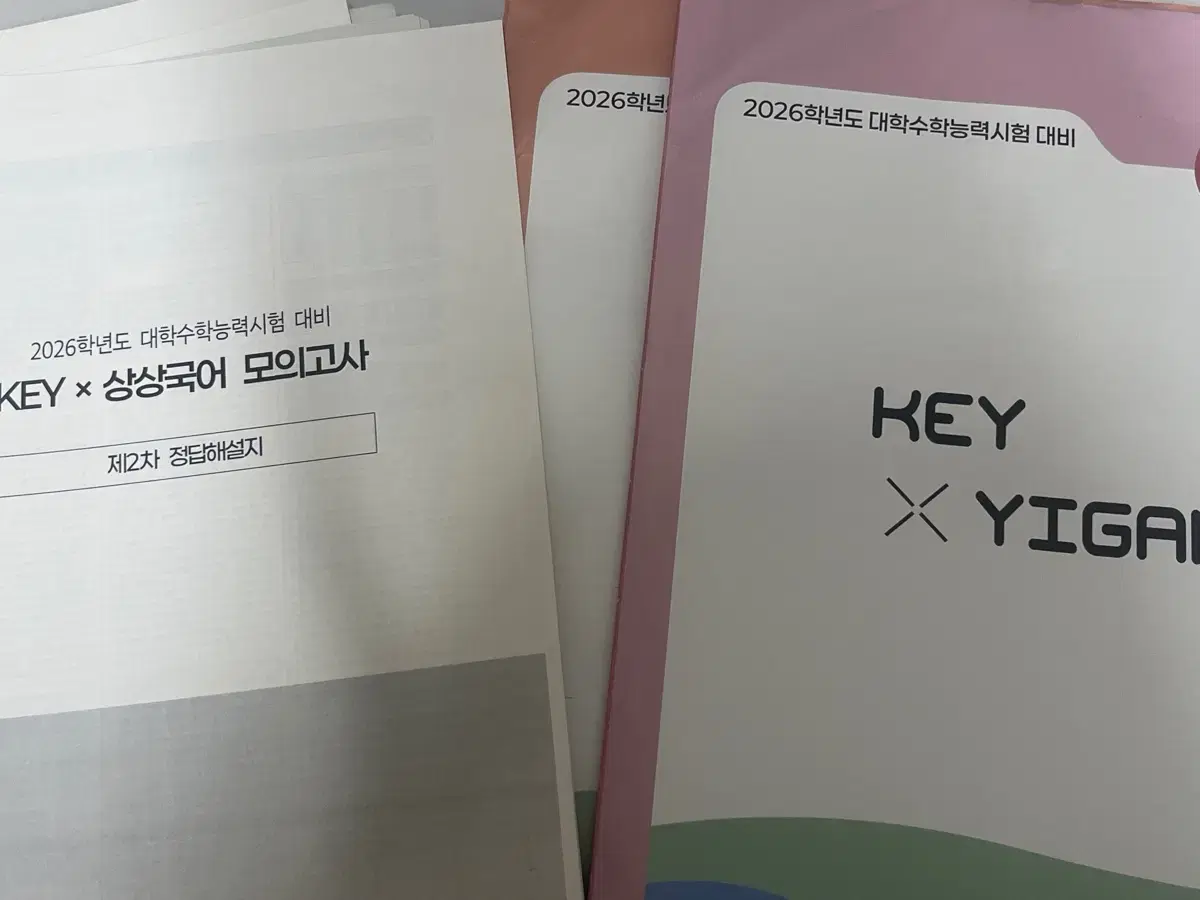 2026학년도 대학수학능력시험 대비
KEY × 상상국어 모의고사
제2차 정답해설지
2026학년
2026학년도 대학수학능력시험 대비
KEY
× YIGA